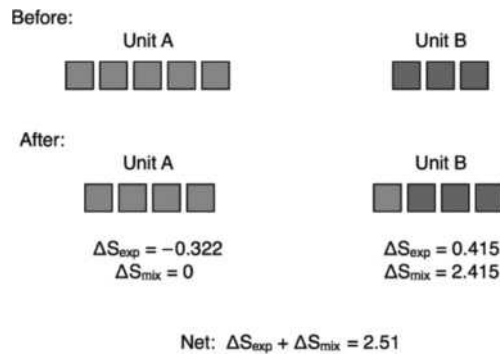 Before:
Unit A Unit B
After:
Unit A Unit B
ΔSexp = −0.322 ΔSexp = 0.415
ΔSmix = 0 ΔSmix = 2.415
Net: ΔSexp + ΔSmix = 2.51